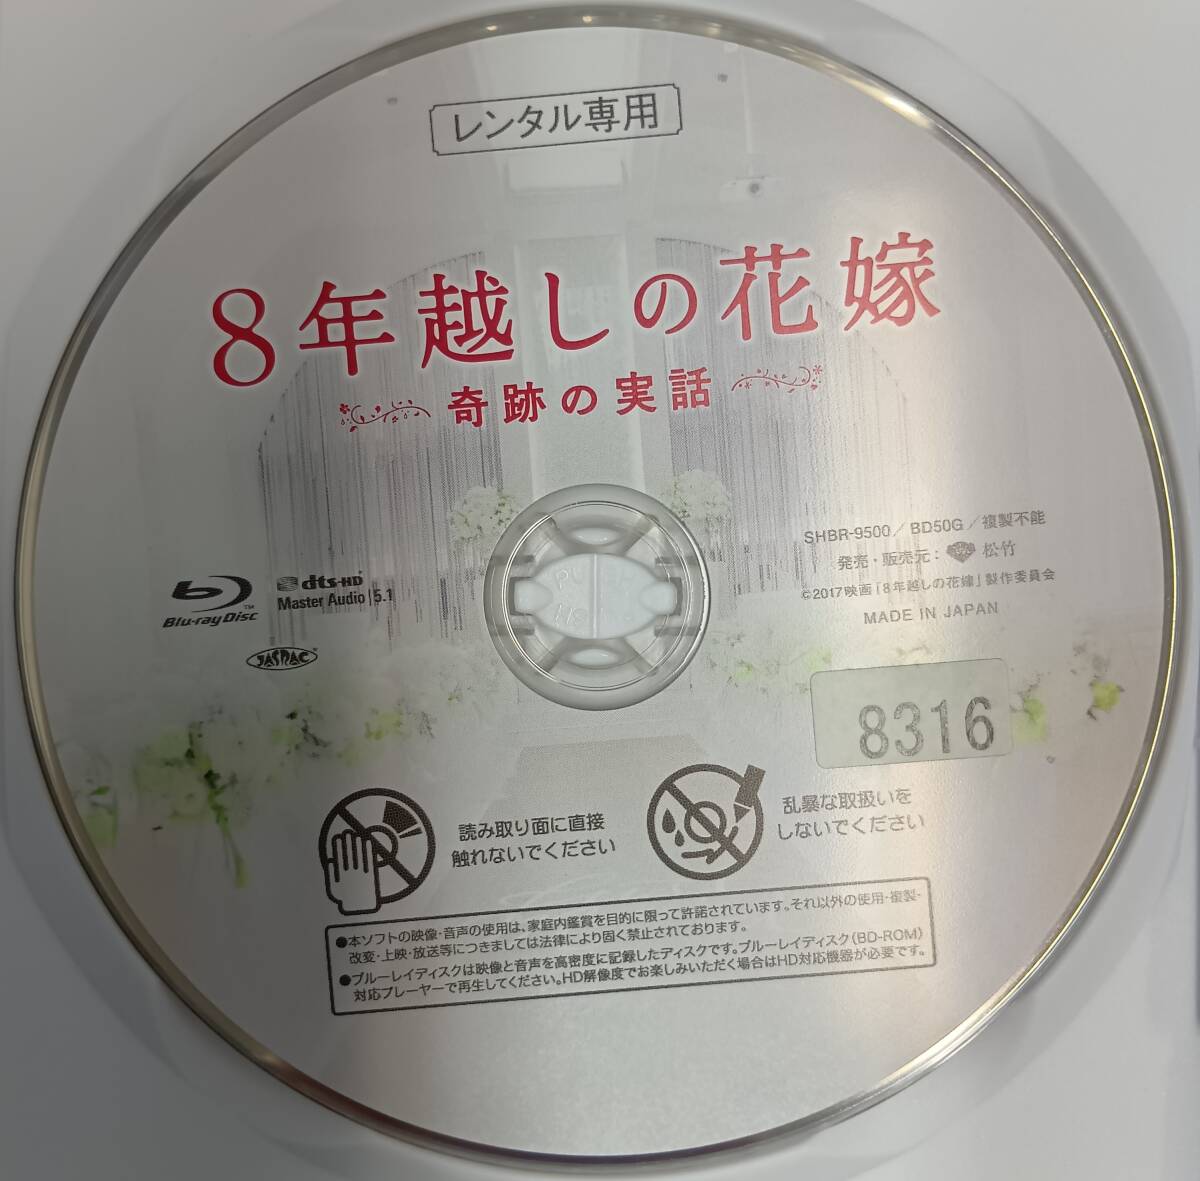 レンタル専用
8年越しの花嫁
奇跡の実話
SHBR-9500/BD50G/複製不能
発売・販売元:松竹
©2017映画「8年越しの花嫁」製作委員会
MADE IN JAPAN
Blu-ray Disc™
dts-HD
Master Audio|5.1
JASRAC
8316
読み取り面に直接
触れないでください
乱暴な取扱いを
しないでください
●本ソフトの映像・音声の使用は、家庭内鑑賞を目的に限って許諾されています。それ以外の使用・複製・
改変・上映・放送等につきましては法律により固く禁止されております。
●ブルーレイディスクは映像と音声を高密度に記録したディスクです。ブルーレイディスク(BD-ROM)
対応プレーヤーで再生してください。HD解像度でお楽しみいただく場合はHD対応機器が必要です。